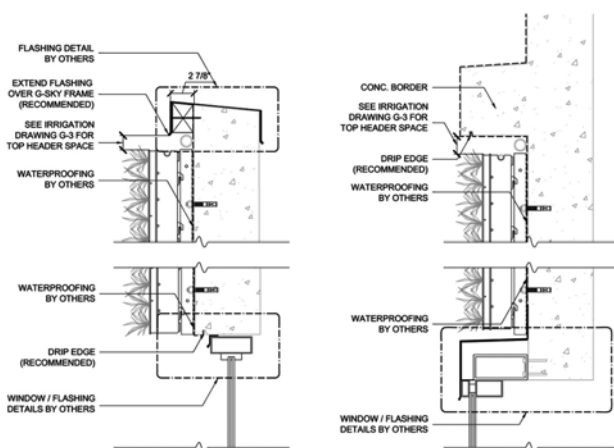 FLASHING DETAIL
BY OTHERS
2 7/8"
EXTEND FLASHING
OVER G-SKY FRAME
(RECOMMENDED)
SEE IRRIGATION
DRAWING G-3 FOR
TOP HEADER SPACE
WATERPROOFING
BY OTHERS
WATERPROOFING
BY OTHERS
DRIP EDGE
(RECOMMENDED)
WINDOW / FLASHING
DETAILS BY OTHERS
CONC. BORDER
SEE IRRIGATION
DRAWING G-3 FOR
TOP HEADER SPACE
DRIP EDGE
(RECOMMENDED)
WATERPROOFING
BY OTHERS
WATERPROOFING
BY OTHERS
WINDOW / FLASHING
DETAILS BY OTHERS